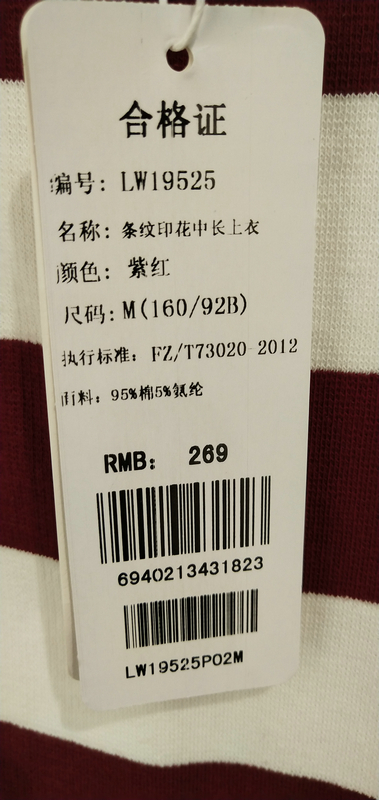 合格证
编号: LW19525
名称: 条纹印花中长上衣
颜色: 紫红
尺码: M(160/92B)
执行标准: FZ/T73020-2012
面料: 95%棉5%氨纶
RMB: 269
6940213431823
LW19525P02M